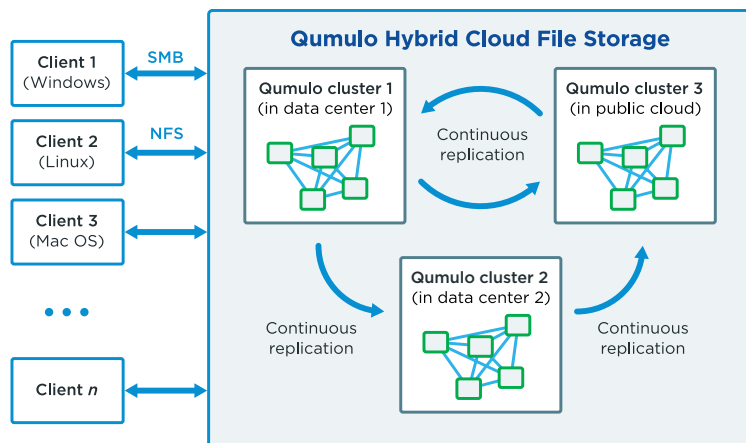 Qumulo Hybrid Cloud File Storage
Client 1
(Windows)
SMB
Client 2
(Linux)
NFS
Client 3
(Mac OS)
Client n
Qumulo cluster 1
(in data center 1)
Continuous
replication
Qumulo cluster 3
(in public cloud)
Continuous
replication
Qumulo cluster 2
(in data center 2)
Continuous
replication